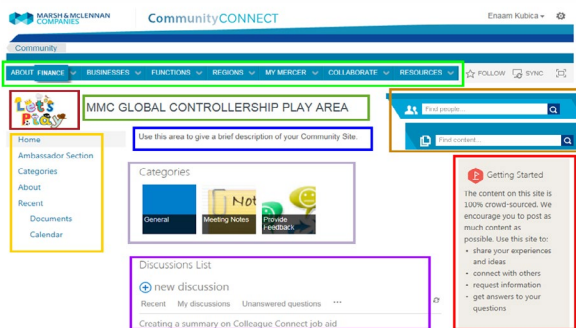 MARSH & MCLENNAN
COMPANIES
CommunityCONNECT
Enaam Kubica
Community
ABOUT FINANCE BUSINESSES FUNCTIONS REGIONS MY MERCER COLLABORATE RESOURCES FOLLOW SYNC
Let's
Play
MMC GLOBAL CONTROLLERSHIP PLAY AREA
Find people...
Use this area to give a brief description of your Community Site.
Find content...
Home
Ambassador Section
Categories
About
Recent
Documents
Calendar
Categories
General
Meeting Notes
Not
Provide
Feedback
Getting Started
The content on this site is
100% crowd-sourced. We
encourage you to post as
much content as
possible. Use this site to:
• share your experiences
and ideas
• connect with others
• request information
• get answers to your
questions
Discussions List
new discussion
Recent My discussions Unanswered questions ...
Creating a summary on Colleague Connect job aid